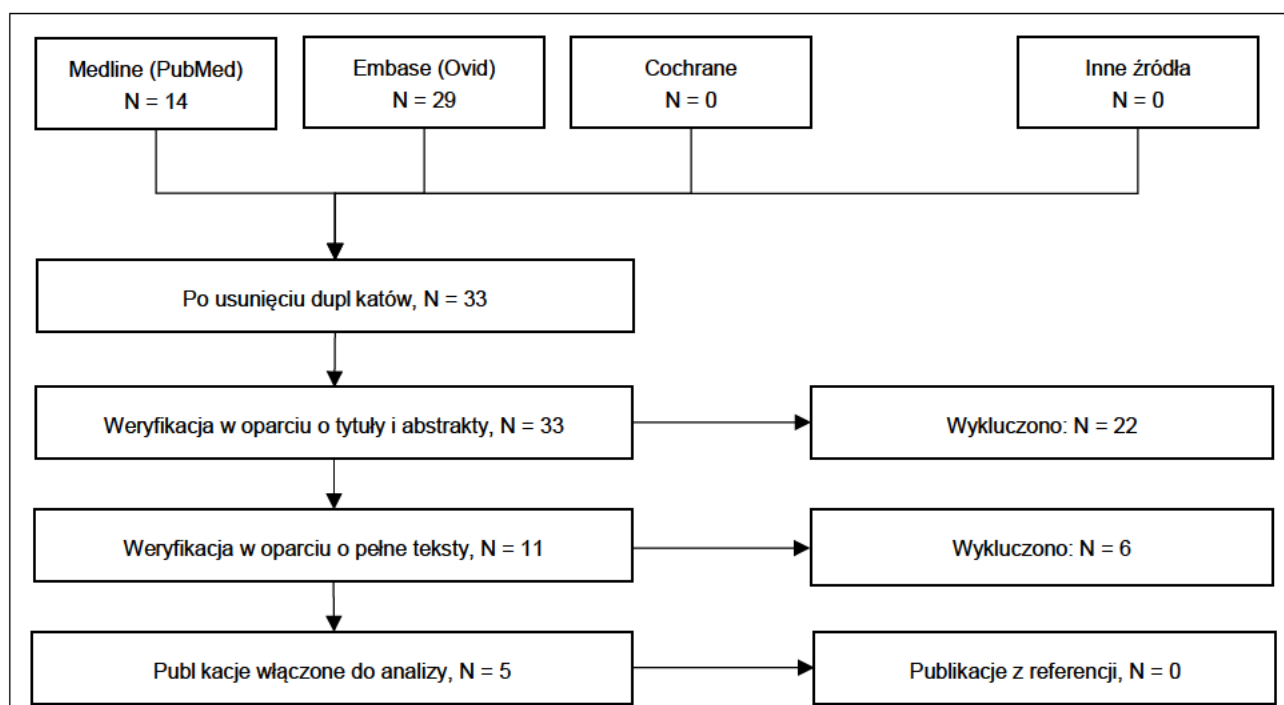 Medline (PubMed)
N = 14
Embase (Ovid)
N = 29
Cochrane
N = 0
Inne źródła
N = 0
Po usunięciu dupl katów, N = 33
Weryfikacja w oparciu o tytuły i abstrakty, N = 33
Wykluczono: N = 22
Weryfikacja w oparciu o pełne teksty, N = 11
Wykluczono: N = 6
Publ kacje włączone do analizy, N = 5
Publikacje z referencji, N = 0